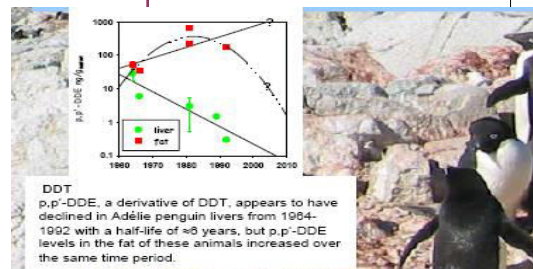 1000
?
100
10
?
1
0.1
p,p'-DDE ng/g
liver
fat
1960 1970 1980 1990 2000 2010
DDT
p,p'-DDE, a derivative of DDT, appears to have
declined in Adélie penguin livers from 1964-
1992 with a half-life of ≈6 years, but p,p'-DDE
levels in the fat of these animals increased over
the same time period.